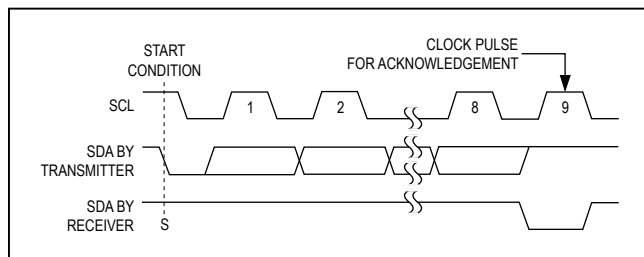 START
CONDITION
CLOCK PULSE
FOR ACKNOWLEDGEMENT
SCL
1
2
8
9
SDA BY
TRANSMITTER
SDA BY
RECEIVER
S